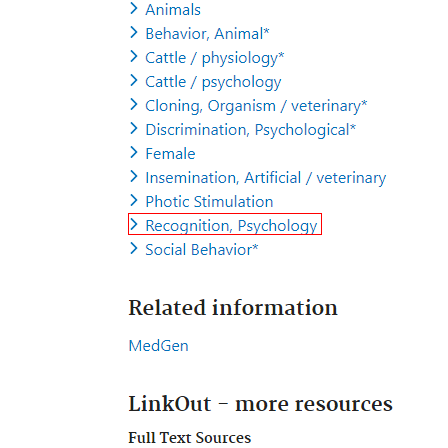 Animals
Behavior, Animal*
Cattle / physiology*
Cattle / psychology
Cloning, Organism / veterinary*
Discrimination, Psychological*
Female
Insemination, Artificial / veterinary
Photic Stimulation
Recognition, Psychology
Social Behavior*
Related information
MedGen
LinkOut - more resources
Full Text Sources